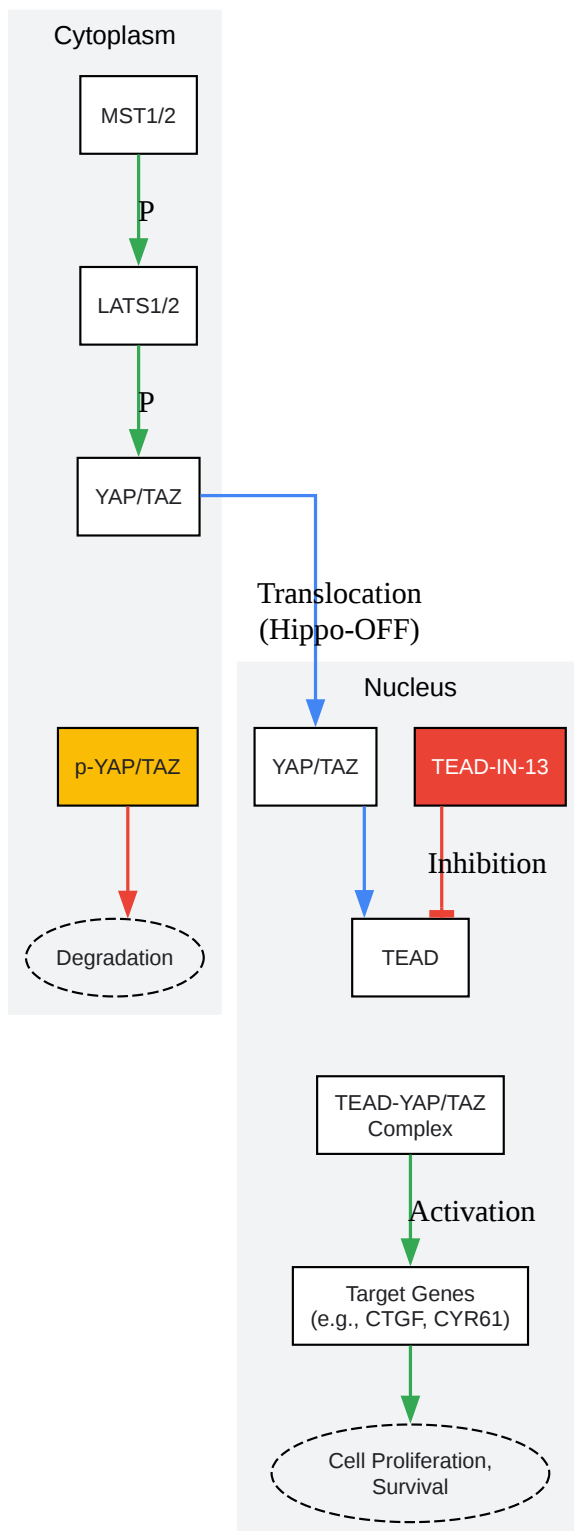 Cytoplasm
MST1/2
P
LATS1/2
P
YAP/TAZ
Translocation
(Hippo-OFF)
Nucleus
p-YAP/TAZ
YAP/TAZ
TEAD-IN-13
Inhibition
Degradation
TEAD
TEAD-YAP/TAZ
Complex
Activation
Target Genes
(e.g., CTGF, CYR61)
Cell Proliferation,
Survival